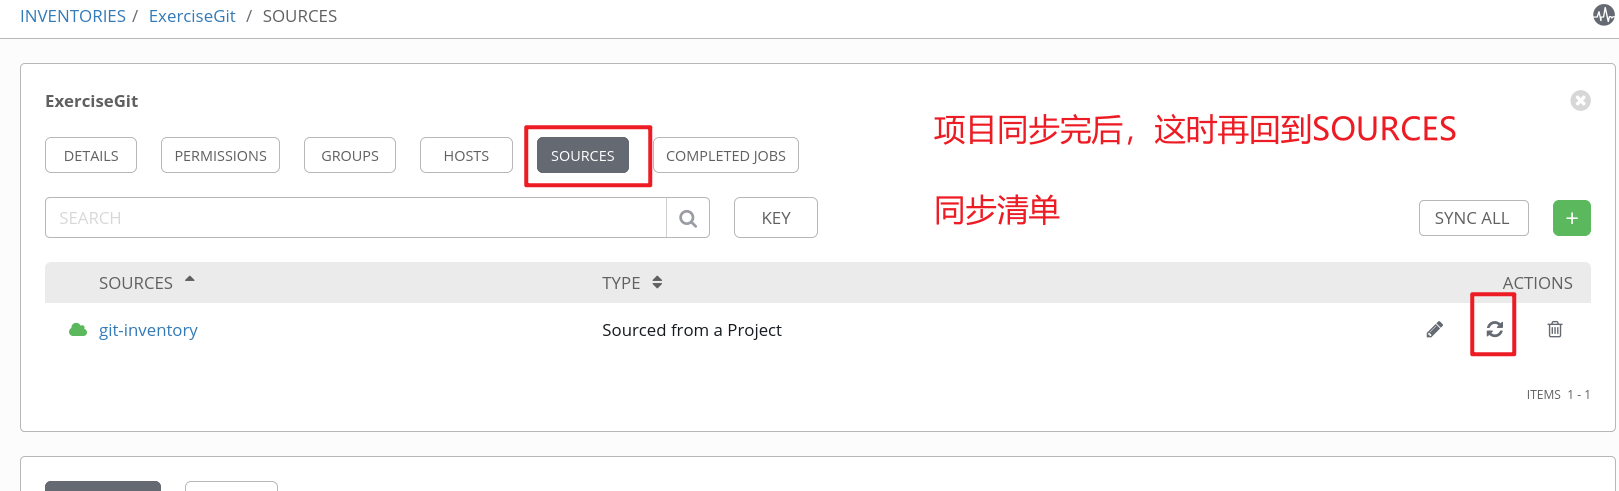 INVENTORIES / ExerciseGit / SOURCES
ExerciseGit
项目同步完后，这时再回到SOURCES
DETAILS PERMISSIONS GROUPS HOSTS SOURCES COMPLETED JOBS
同步清单
SEARCH KEY SYNC ALL +
SOURCES TYPE ACTIONS
git-inventory Sourced from a Project
ITEMS 1 - 1